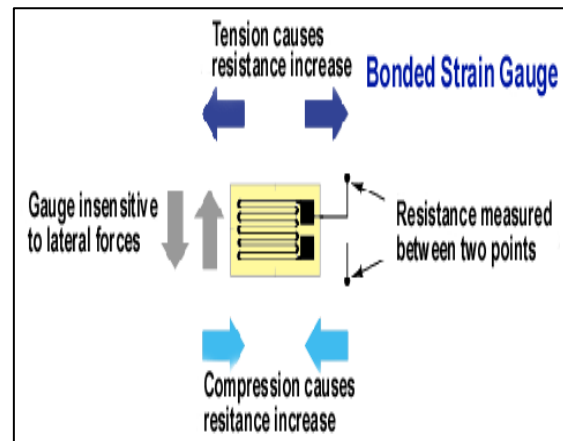 Tension causes
resistance increase
Bonded Strain Gauge
Gauge insensitive
to lateral forces
Resistance measured
between two points
Compression causes
resitance increase